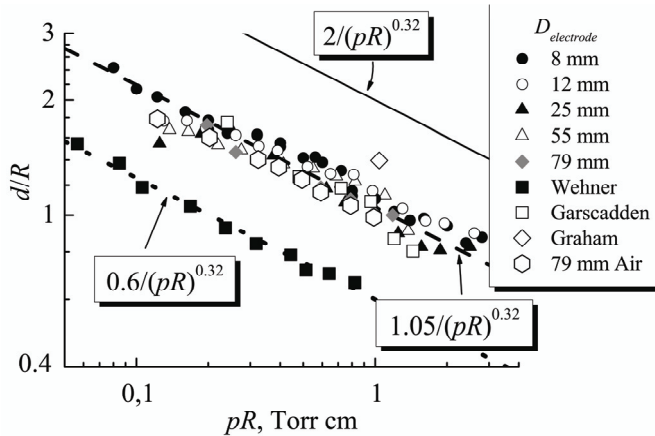 3
2
1
0.4
d/R
0,1
1
pR, Torr cm
2/(pR)^0.32
0.6/(pR)^0.32
1.05/(pR)^0.32
D_electrode
8 mm
12 mm
25 mm
55 mm
79 mm
Wehner
Garscadden
Graham
79 mm Air